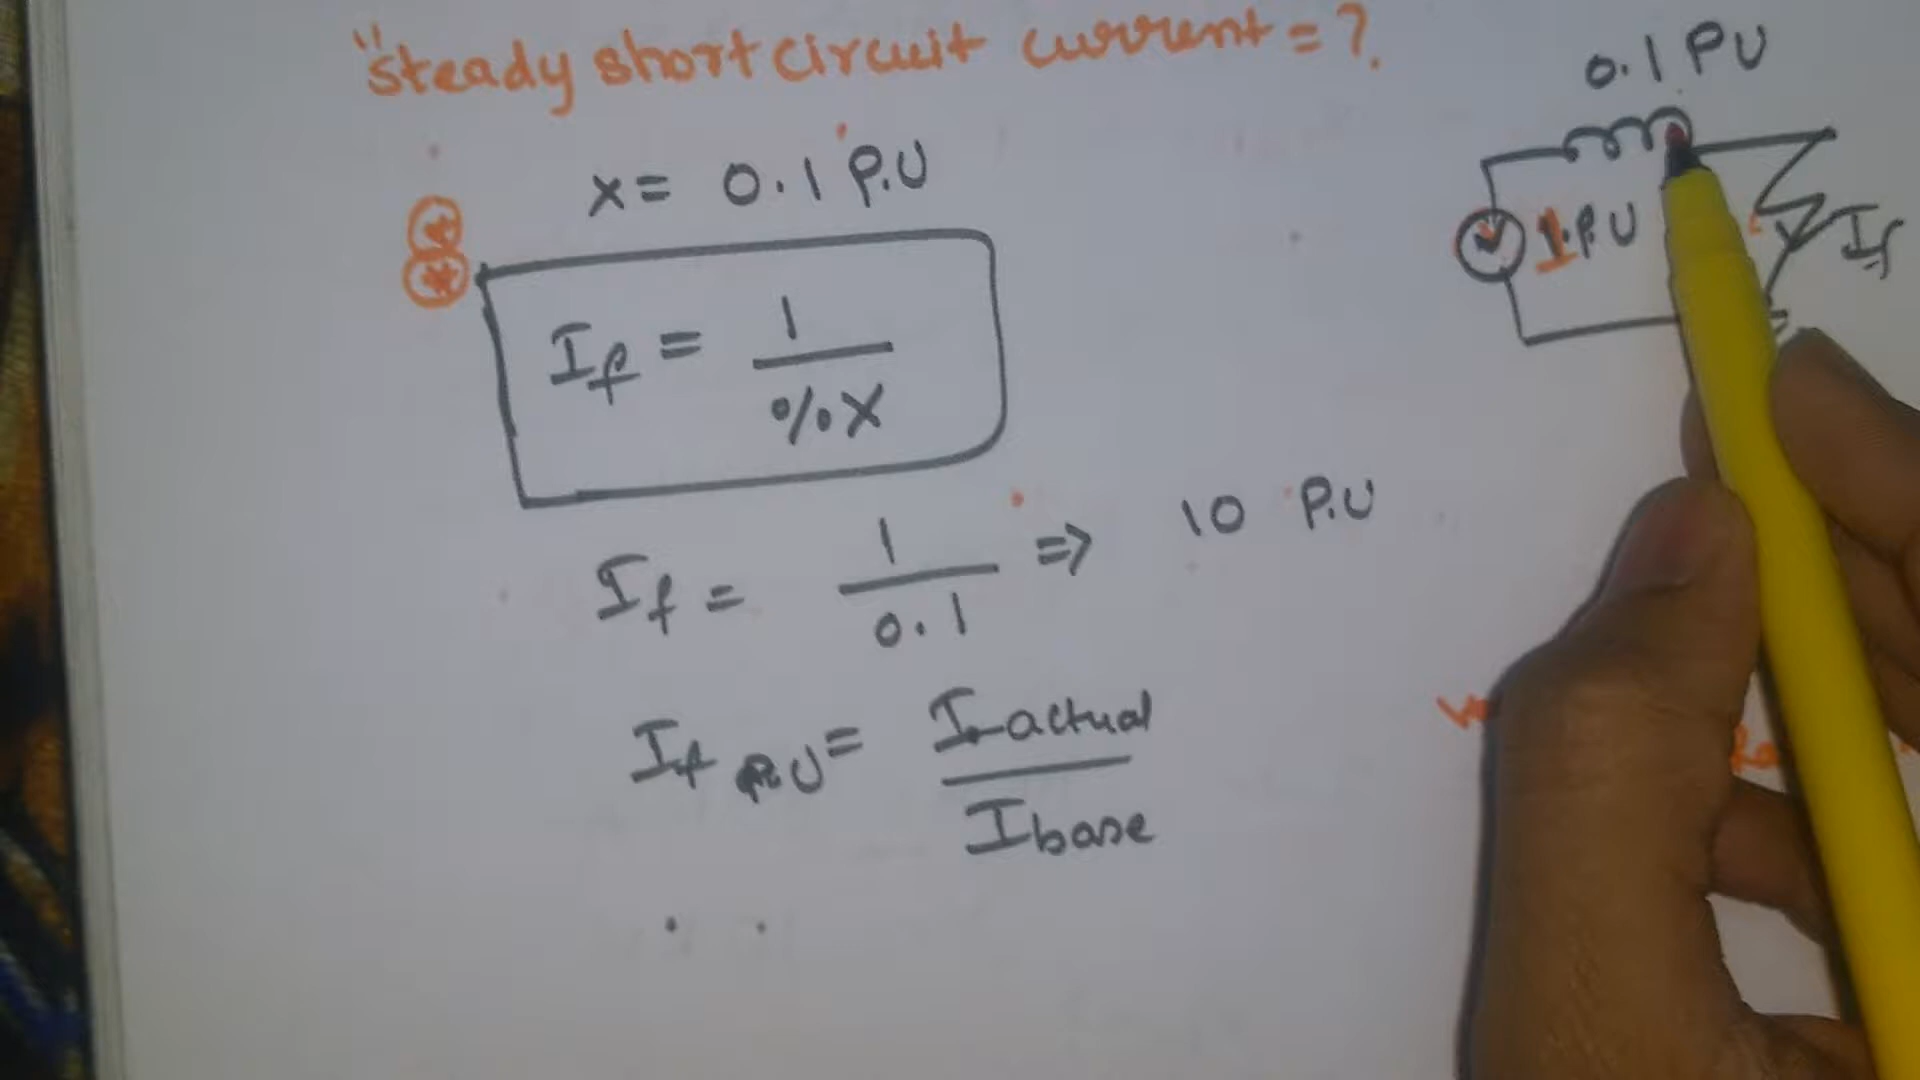 "Steady short circuit current = ?.
0.1 PU
X = 0.1 P.U
1.P.U
If
If = 1 / %X
If = 1 / 0.1 ⇒ 10 P.U
If P.U = I actual / I base